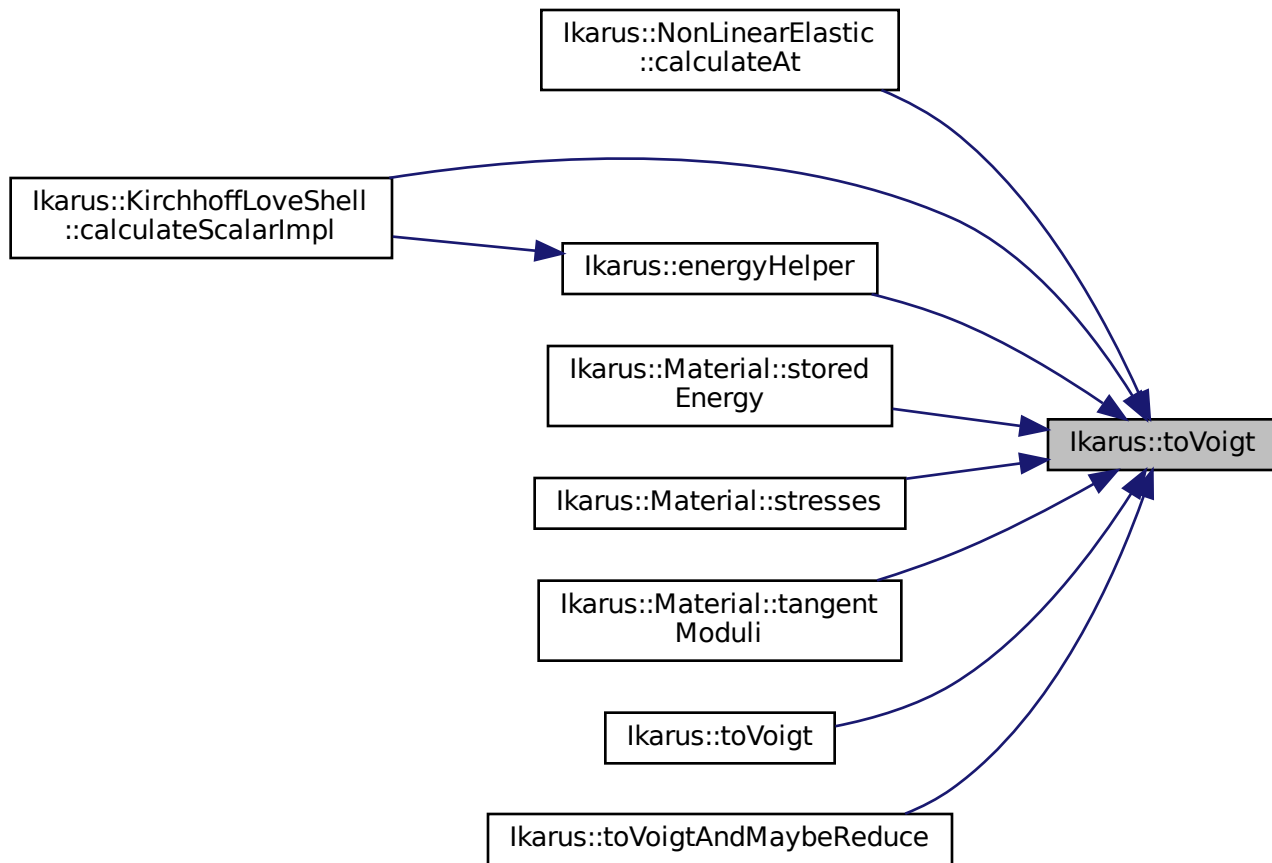 Ikarus::NonLinearElastic
::calculateAt
Ikarus::KirchhoffLoveShell
::calculateScalarImpl
Ikarus::energyHelper
Ikarus::Material::stored
Energy
Ikarus::toVoigt
Ikarus::Material::stresses
Ikarus::Material::tangent
Moduli
Ikarus::toVoigt
Ikarus::toVoigtAndMaybeReduce